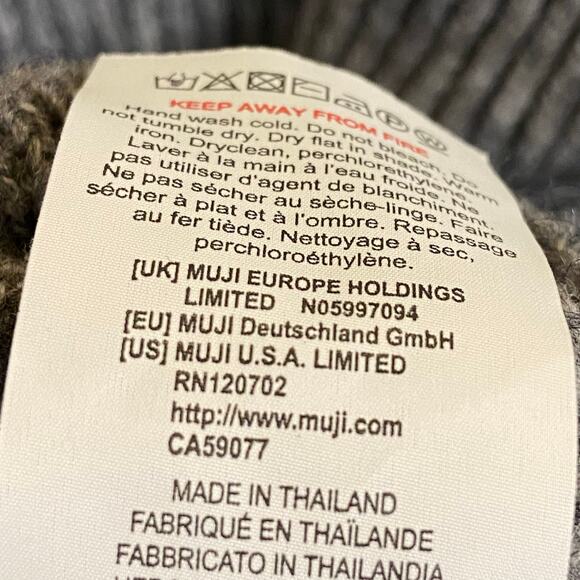 KEEP AWAY FROM FIRE
Hand wash cold. Do not bleach. Do
not tumble dry. Dry flat in shade. Warm
iron. Dryclean, perchlorethylene.
Laver à la main à l'eau froide. Ne
pas utiliser d'agent de blanchiment.
Ne pas sécher au sèche-linge. Faire
sécher à plat et à l'ombre. Repassage
au fer tiède. Nettoyage à sec,
perchloroéthylène.
[UK] MUJI EUROPE HOLDINGS
LIMITED N05997094
[EU] MUJI Deutschland GmbH
[US] MUJI U.S.A. LIMITED
RN120702
http://www.muji.com
CA59077
MADE IN THAILAND
FABRIQUÉ EN THAÏLANDE
FABBRICATO IN THAILANDIA